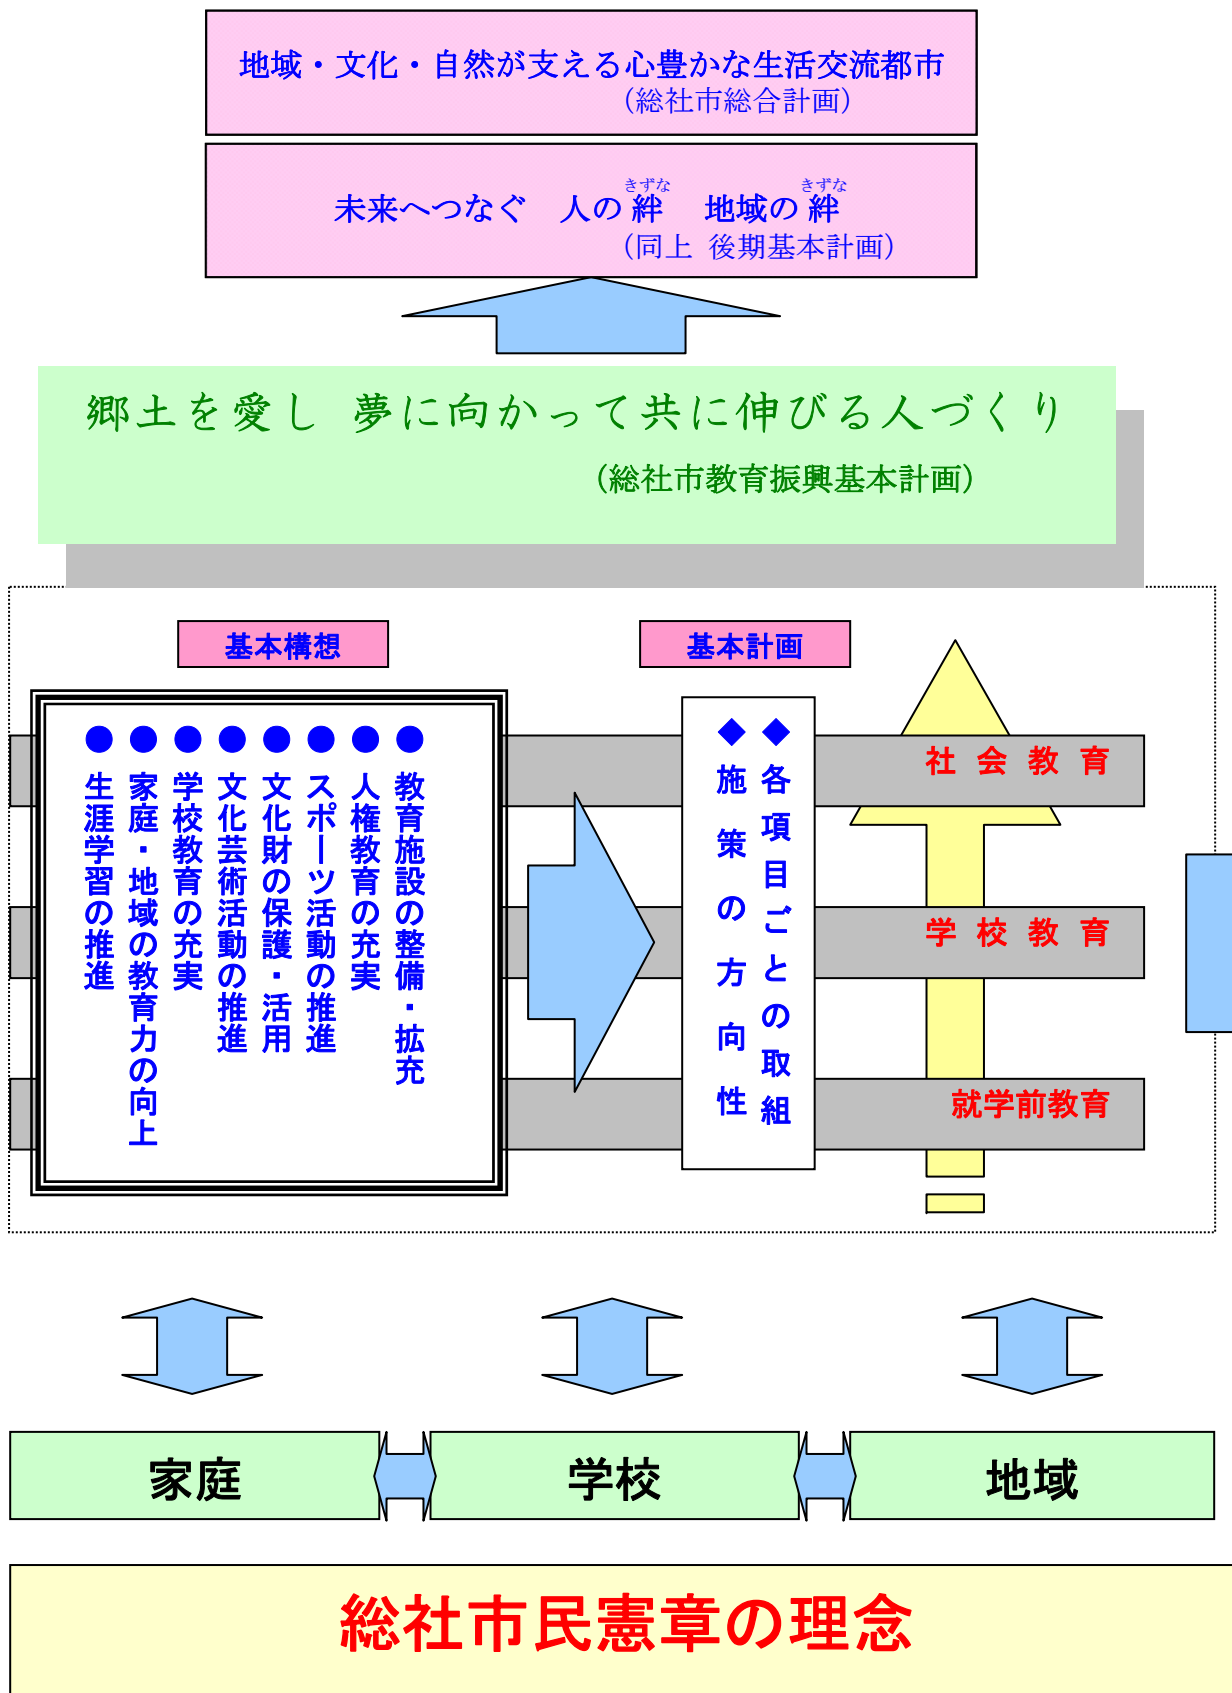 地域・文化・自然が支える心豊かな生活交流都市
（総社市総合計画）
未来へつなぐ　人の絆　地域の絆
きずな　きずな
（同上 後期基本計画）
郷土を愛し 夢に向かって共に伸びる人づくり
（総社市教育振興基本計画）
基本構想
基本計画
●教育施設の整備・拡充
●人権教育の充実
●スポーツ活動の推進
●文化財の保護・活用
●文化芸術活動の推進
●学校教育の充実
●家庭・地域の教育力の向上
●生涯学習の推進
◆各項目ごとの取組
◆施策の方向性
社会教育
学校教育
就学前教育
家庭
学校
地域
総社市民憲章の理念